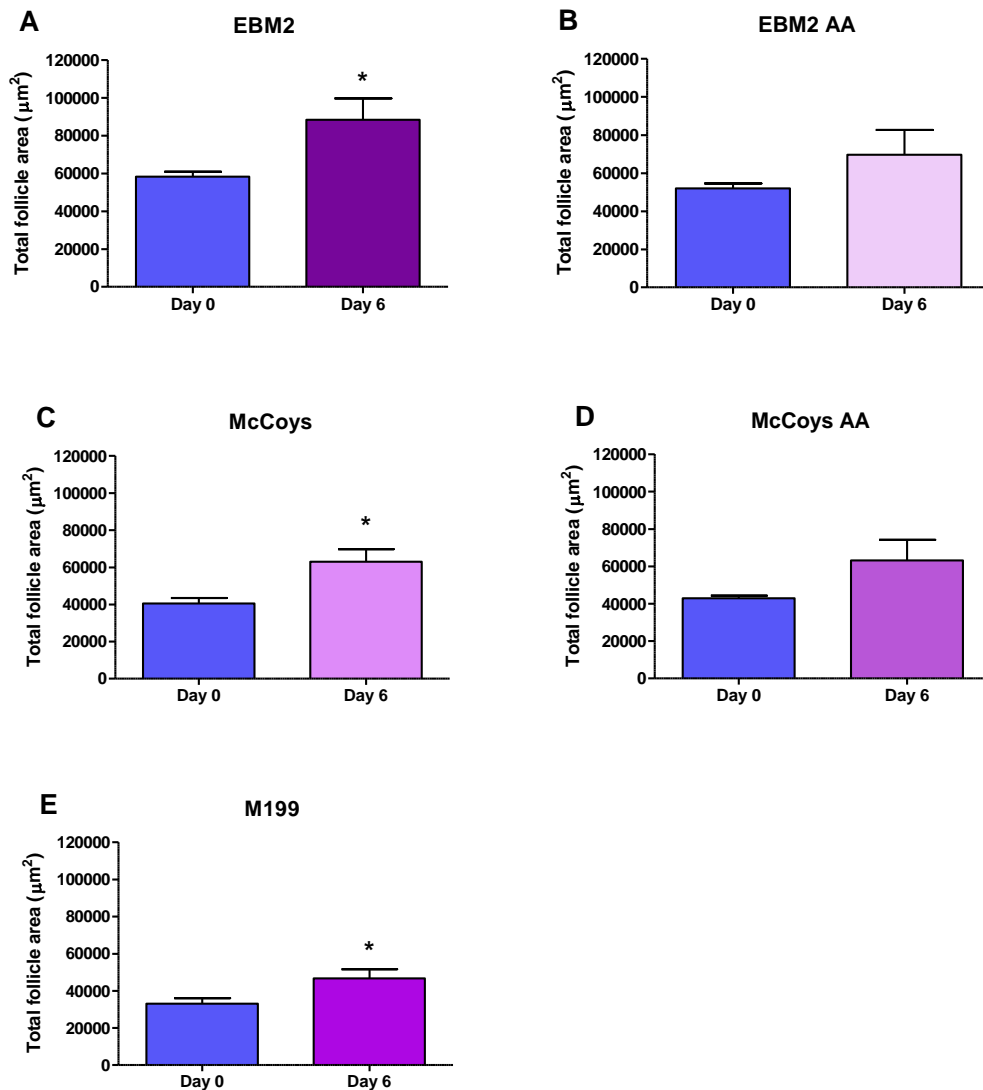 A
EBM2
Total follicle area (μm²)
120000
100000
80000
60000
40000
20000
0
*
Day 0 Day 6
B
EBM2 AA
Total follicle area (μm²)
120000
100000
80000
60000
40000
20000
0
Day 0 Day 6
C
McCoys
Total follicle area (μm²)
120000
100000
80000
60000
40000
20000
0
*
Day 0 Day 6
D
McCoys AA
Total follicle area (μm²)
120000
100000
80000
60000
40000
20000
0
Day 0 Day 6
E
M199
Total follicle area (μm²)
120000
100000
80000
60000
40000
20000
0
*
Day 0 Day 6